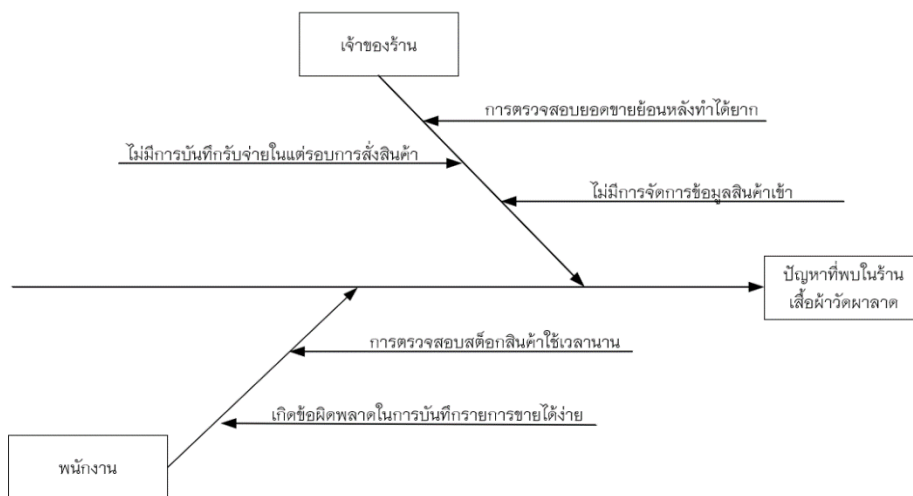 เจ้าของร้าน
การตรวจสอบยอดขายย้อนหลังทำได้ยาก
ไม่มีการบันทึกรับจ่ายในแต่รอบการสั่งสินค้า
ไม่มีการจัดการข้อมูลสินค้าเข้า
ปัญหาที่พบในร้าน
เสื้อผ้าวัดผาลาด
การตรวจสอบสต็อกสินค้าใช้เวลานาน
เกิดข้อผิดพลาดในการบันทึกรายการขายได้ง่าย
พนักงาน